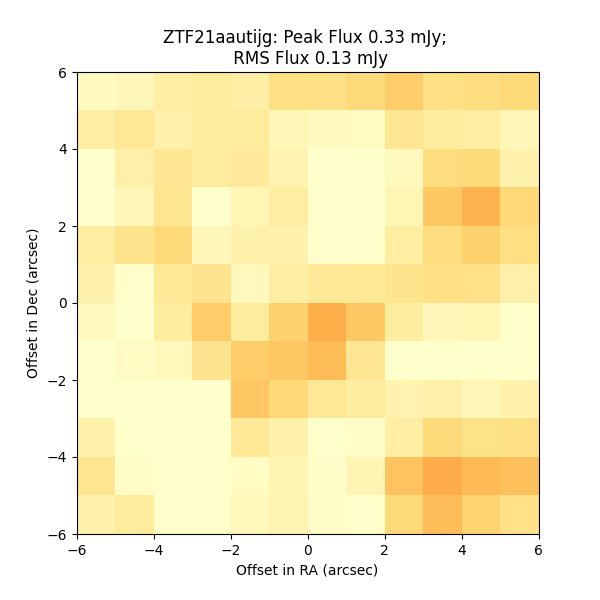 ZTF21aautijg: Peak Flux 0.33 mJy;
RMS Flux 0.13 mJy
6
4
2
0
−2
−4
−6
Offset in Dec (arcsec)
−6 −4 −2 0 2 4 6
Offset in RA (arcsec)